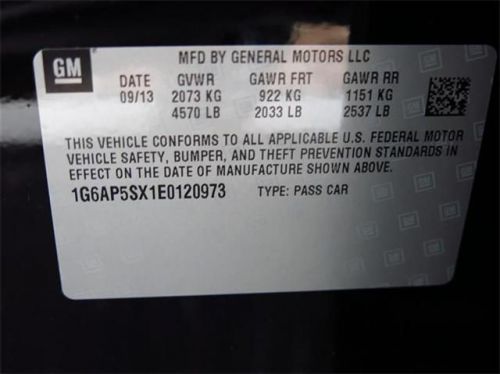 GM
MFD BY GENERAL MOTORS LLC
DATE GVWR GAWR FRT GAWR RR
09/13 2073 KG 922 KG 1151 KG
4570 LB 2033 LB 2537 LB
THIS VEHICLE CONFORMS TO ALL APPLICABLE U.S. FEDERAL MOTOR
VEHICLE SAFETY, BUMPER, AND THEFT PREVENTION STANDARDS IN
EFFECT ON THE DATE OF MANUFACTURE SHOWN ABOVE.
1G6AP5SX1E0120973 TYPE: PASS CAR